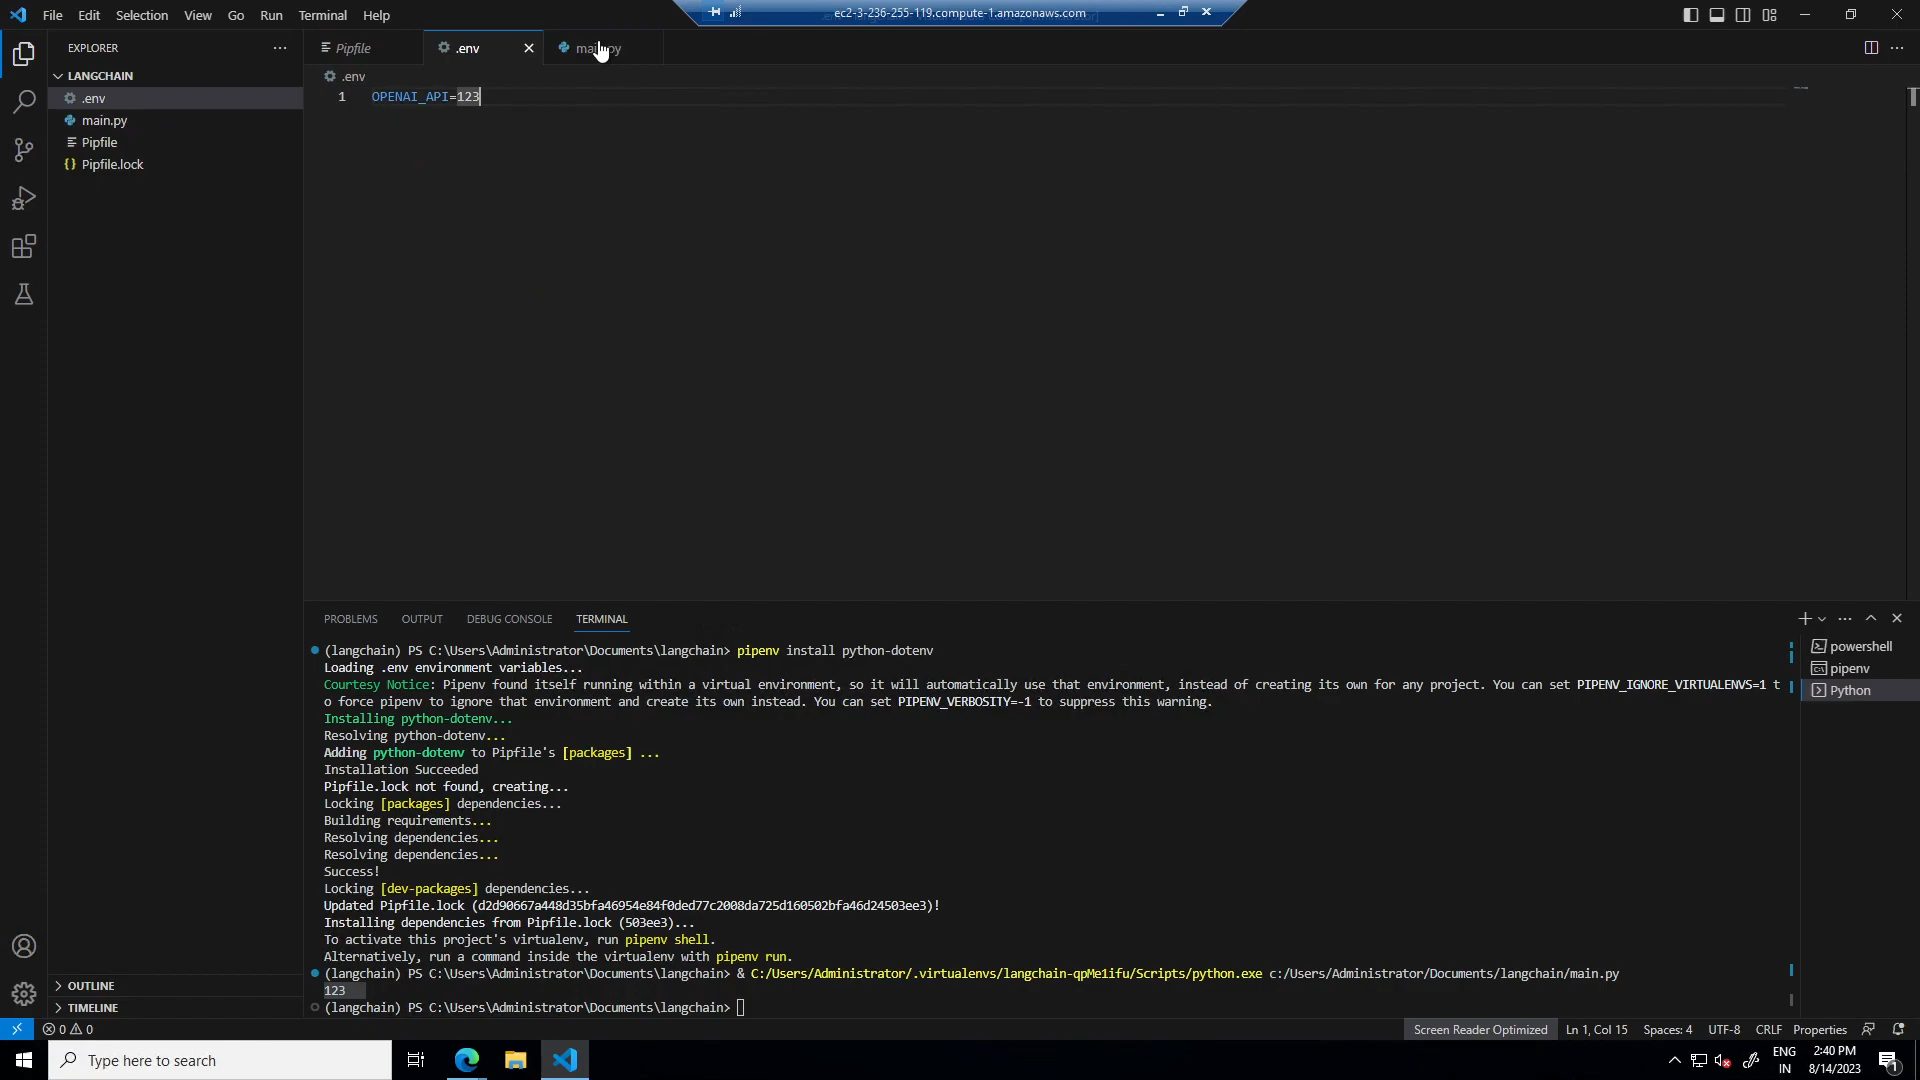 File Edit Selection View Go Run Terminal Help
ec2-3-236-255-119.compute-1.amazonaws.com
EXPLORER
Pipfile
.env
LANGCHAIN
.env
main.py
Pipfile
Pipfile.lock
.env
1 OPENAI_API=123
PROBLEMS OUTPUT DEBUG CONSOLE TERMINAL
(langchain) PS C:\Users\Administrator\Documents\langchain> pipenv install python-dotenv
Loading .env environment variables...
Courtesy Notice: Pipenv found itself running within a virtual environment, so it will automatically use that environment, instead of creating its own for any project. You can set PIPENV_IGNORE_VIRTUALENVS=1 t
o force pipenv to ignore that environment and create its own instead. You can set PIPENV_VERBOSITY=-1 to suppress this warning.
Installing python-dotenv...
Resolving python-dotenv...
Adding python-dotenv to Pipfile's [packages] ...
Installation Succeeded
Pipfile.lock not found, creating...
Locking [packages] dependencies...
Building requirements...
Resolving dependencies...
Resolving dependencies...
Success!
Locking [dev-packages] dependencies...
Updated Pipfile.lock (d2d90667a448d35bfa46954e84f0ded77c2008da725d160502bfa46d24503ee3)!
Installing dependencies from Pipfile.lock (503ee3)...
To activate this project's virtualenv, run pipenv shell.
Alternatively, run a command inside the virtualenv with pipenv run.
(langchain) PS C:\Users\Administrator\Documents\langchain> & C:/Users/Administrator/.virtualenvs/langchain-qpMe1ifu/Scripts/python.exe c:/Users/Administrator/Documents/langchain/main.py
123
(langchain) PS C:\Users\Administrator\Documents\langchain>
powershell
pipenv
Python
OUTLINE
TIMELINE
0 0
Screen Reader Optimized Ln 1, Col 15 Spaces: 4 UTF-8 CRLF Properties
Type here to search
ENG
IN
2:40 PM
8/14/2023
1